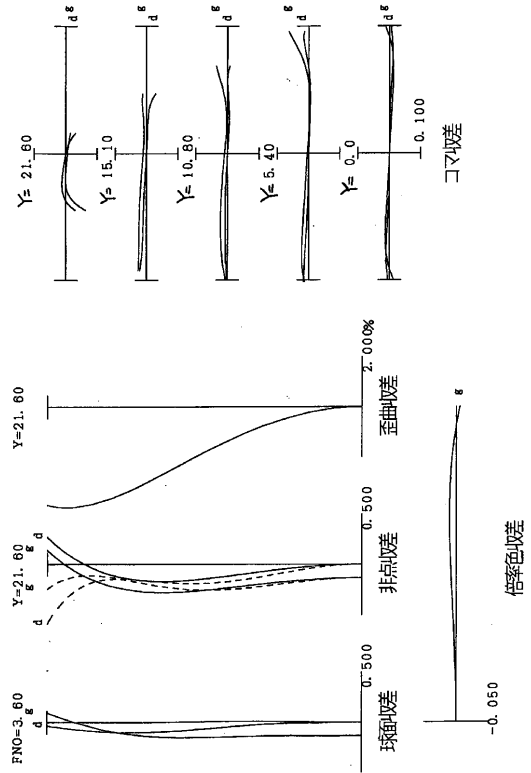 FNO=3.60
d g
0.500
球面収差
Y=21.60
d g g d
0.500
非点収差
Y=21.60
2.000%
歪曲収差
-0.050
g
倍率色収差
Y= 21.60
d g
Y= 15.10
d g
Y= 10.80
d g
Y= 5.40
d g
Y= 0.0
d g
0.100
コマ収差